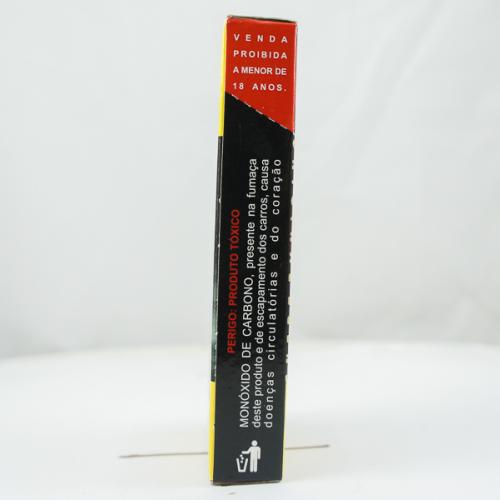 VENDA
PROIBIDA
A MENOR DE
18 ANOS.
PERIGO: PRODUTO TÓXICO
MONÓXIDO DE CARBONO, presente na fumaça
deste produto e de escapamento dos carros, causa
doenças circulatórias e do coração